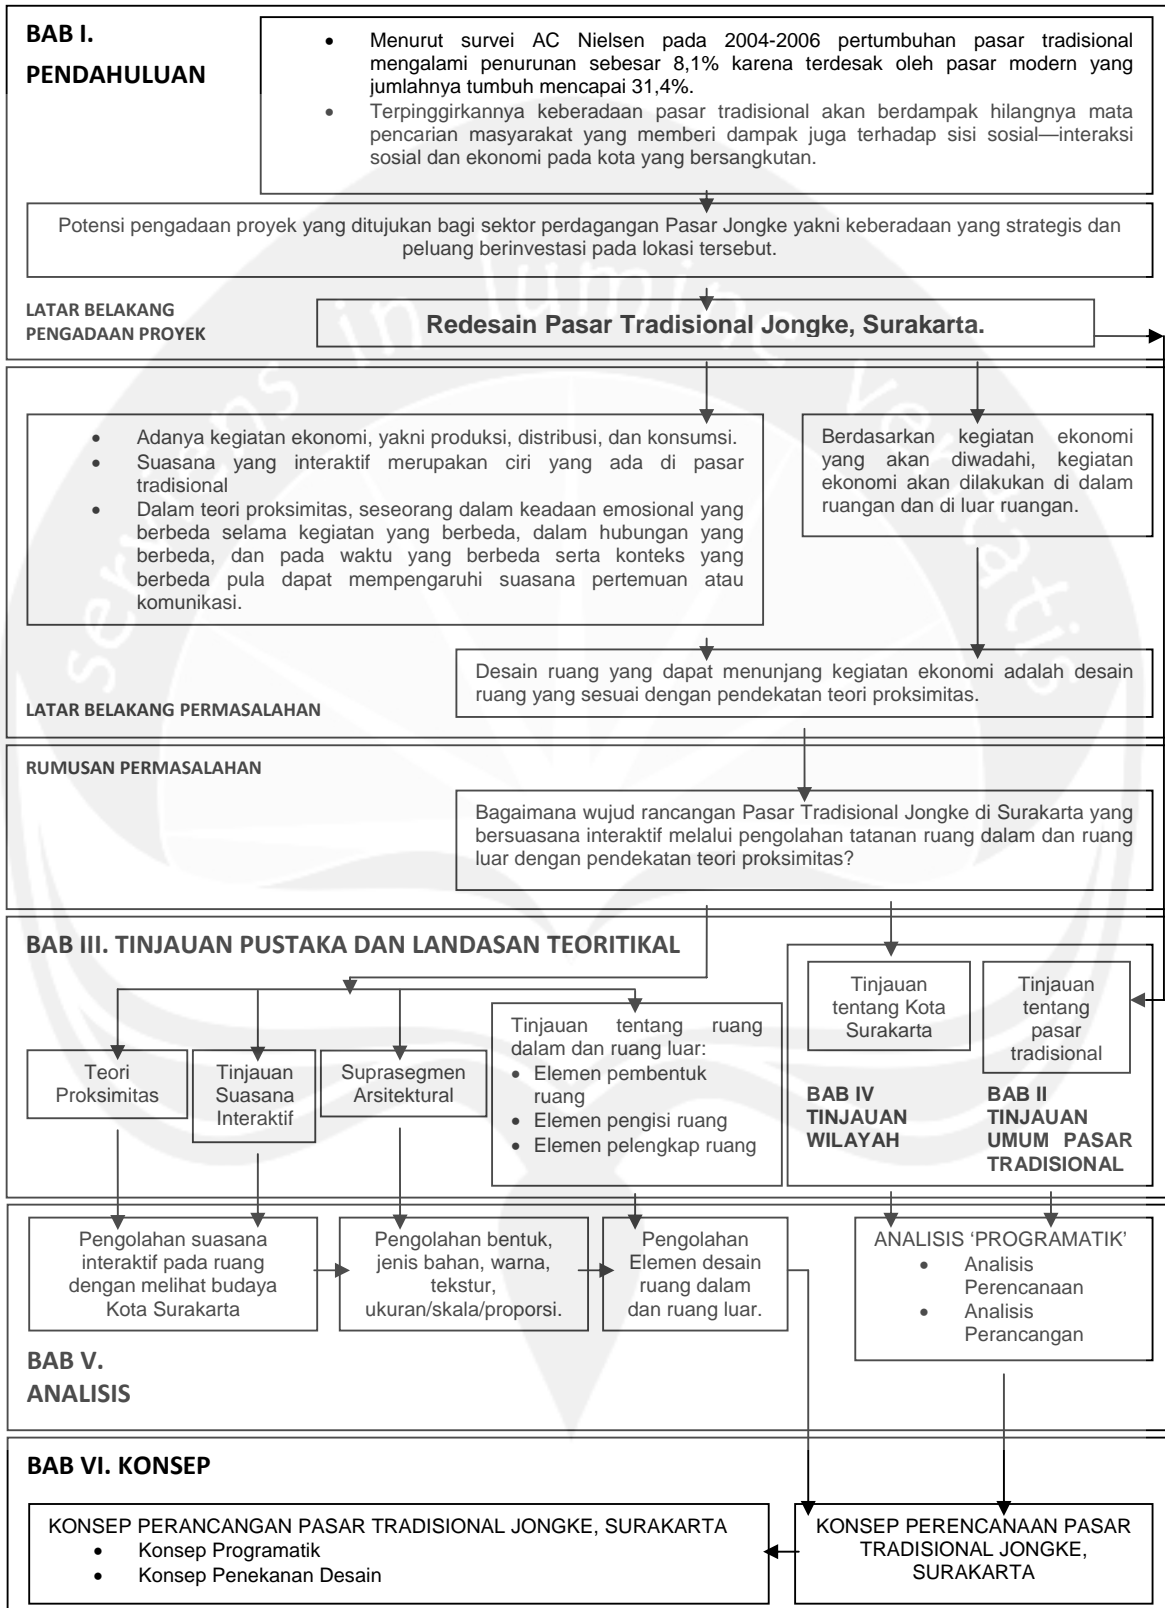 BAB I.
PENDAHULUAN
• Menurut survei AC Nielsen pada 2004-2006 pertumbuhan pasar tradisional
mengalami penurunan sebesar 8,1% karena terdesak oleh pasar modern yang
jumlahnya tumbuh mencapai 31,4%.
• Terpinggirkannya keberadaan pasar tradisional akan berdampak hilangnya mata
pencarian masyarakat yang memberi dampak juga terhadap sisi sosial—interaksi
sosial dan ekonomi pada kota yang bersangkutan.
Potensi pengadaan proyek yang ditujukan bagi sektor perdagangan Pasar Jongke yakni keberadaan yang strategis dan
peluang berinvestasi pada lokasi tersebut.
LATAR BELAKANG
PENGADAAN PROYEK
Redesain Pasar Tradisional Jongke, Surakarta.
• Adanya kegiatan ekonomi, yakni produksi, distribusi, dan konsumsi.
• Suasana yang interaktif merupakan ciri yang ada di pasar
tradisional
• Dalam teori proksimitas, seseorang dalam keadaan emosional yang
berbeda selama kegiatan yang berbeda, dalam hubungan yang
berbeda, dan pada waktu yang berbeda serta konteks yang
berbeda pula dapat mempengaruhi suasana pertemuan atau
komunikasi.
Berdasarkan kegiatan ekonomi
yang akan diwadahi, kegiatan
ekonomi akan dilakukan di dalam
ruangan dan di luar ruangan.
Desain ruang yang dapat menunjang kegiatan ekonomi adalah desain
ruang yang sesuai dengan pendekatan teori proksimitas.
LATAR BELAKANG PERMASALAHAN
RUMUSAN PERMASALAHAN
Bagaimana wujud rancangan Pasar Tradisional Jongke di Surakarta yang
bersuasana interaktif melalui pengolahan tatanan ruang dalam dan ruang
luar dengan pendekatan teori proksimitas?
BAB III. TINJAUAN PUSTAKA DAN LANDASAN TEORITIKAL
Teori
Proksimitas
Tinjauan
Suasana
Interaktif
Suprasegmen
Arsitektural
Tinjauan tentang ruang
dalam dan ruang luar:
• Elemen pembentuk
ruang
• Elemen pengisi ruang
• Elemen pelengkap ruang
Tinjauan
tentang Kota
Surakarta
BAB IV
TINJAUAN
WILAYAH
Tinjauan
tentang
pasar
tradisional
BAB II
TINJAUAN
UMUM PASAR
TRADISIONAL
Pengolahan suasana
interaktif pada ruang
dengan melihat budaya
Kota Surakarta
Pengolahan bentuk,
jenis bahan, warna,
tekstur,
ukuran/skala/proporsi.
Pengolahan
Elemen desain
ruang dalam
dan ruang luar.
ANALISIS ‘PROGRAMATIK’
• Analisis
Perencanaan
• Analisis
Perancangan
BAB V.
ANALISIS
BAB VI. KONSEP
KONSEP PERANCANGAN PASAR TRADISIONAL JONGKE, SURAKARTA
• Konsep Programatik
• Konsep Penekanan Desain
KONSEP PERENCANAAN PASAR
TRADISIONAL JONGKE,
SURAKARTA
serviens in lumine veritatis